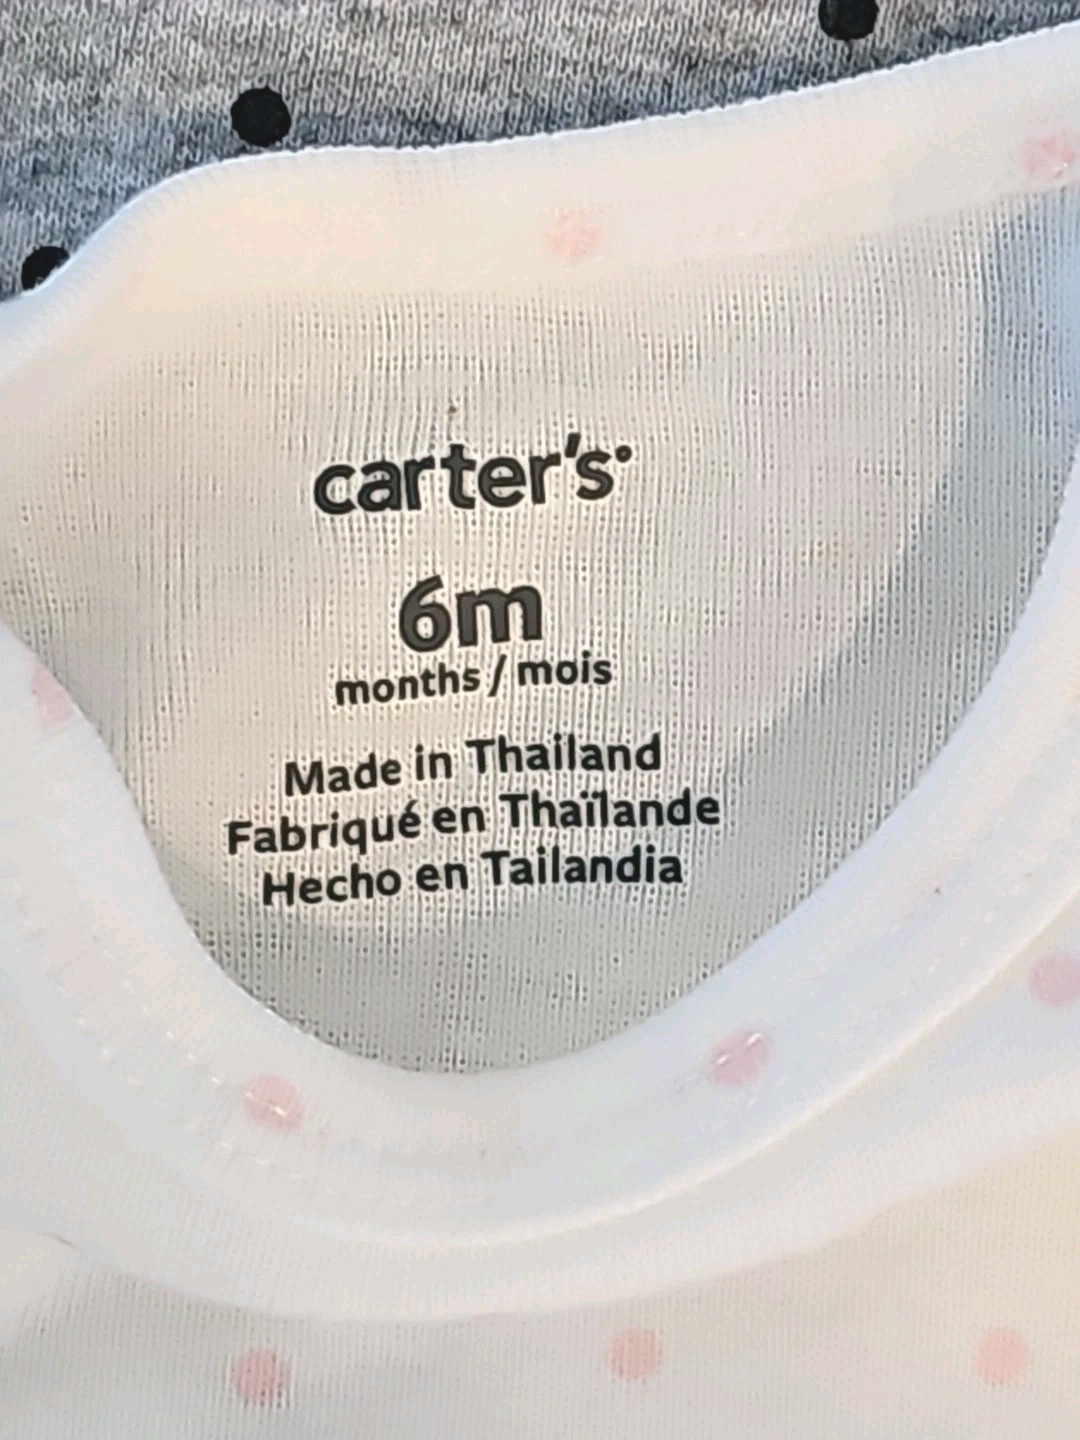 carter's
6m
months / mois
Made in Thailand
Fabriqué en Thaïlande
Hecho en Tailandia